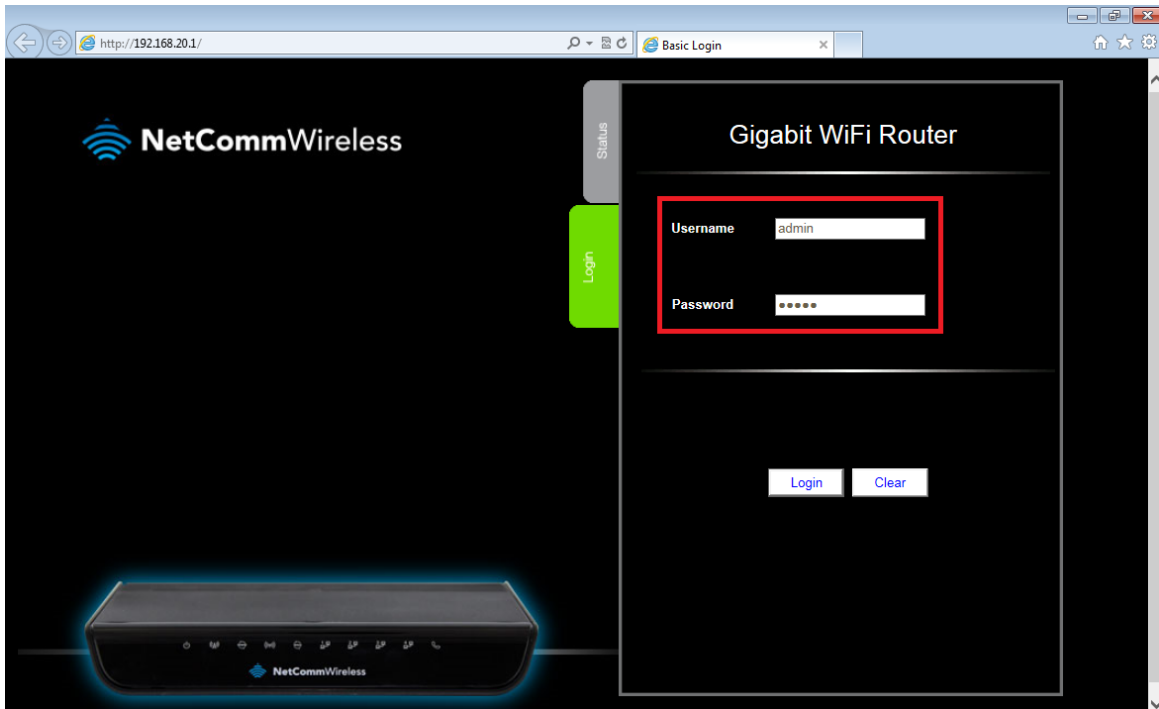 http://192.168.20.1/
Basic Login
NetCommWireless
Status
Login
Gigabit WiFi Router
Username
admin
Password
•••••
Login
Clear
NetCommWireless